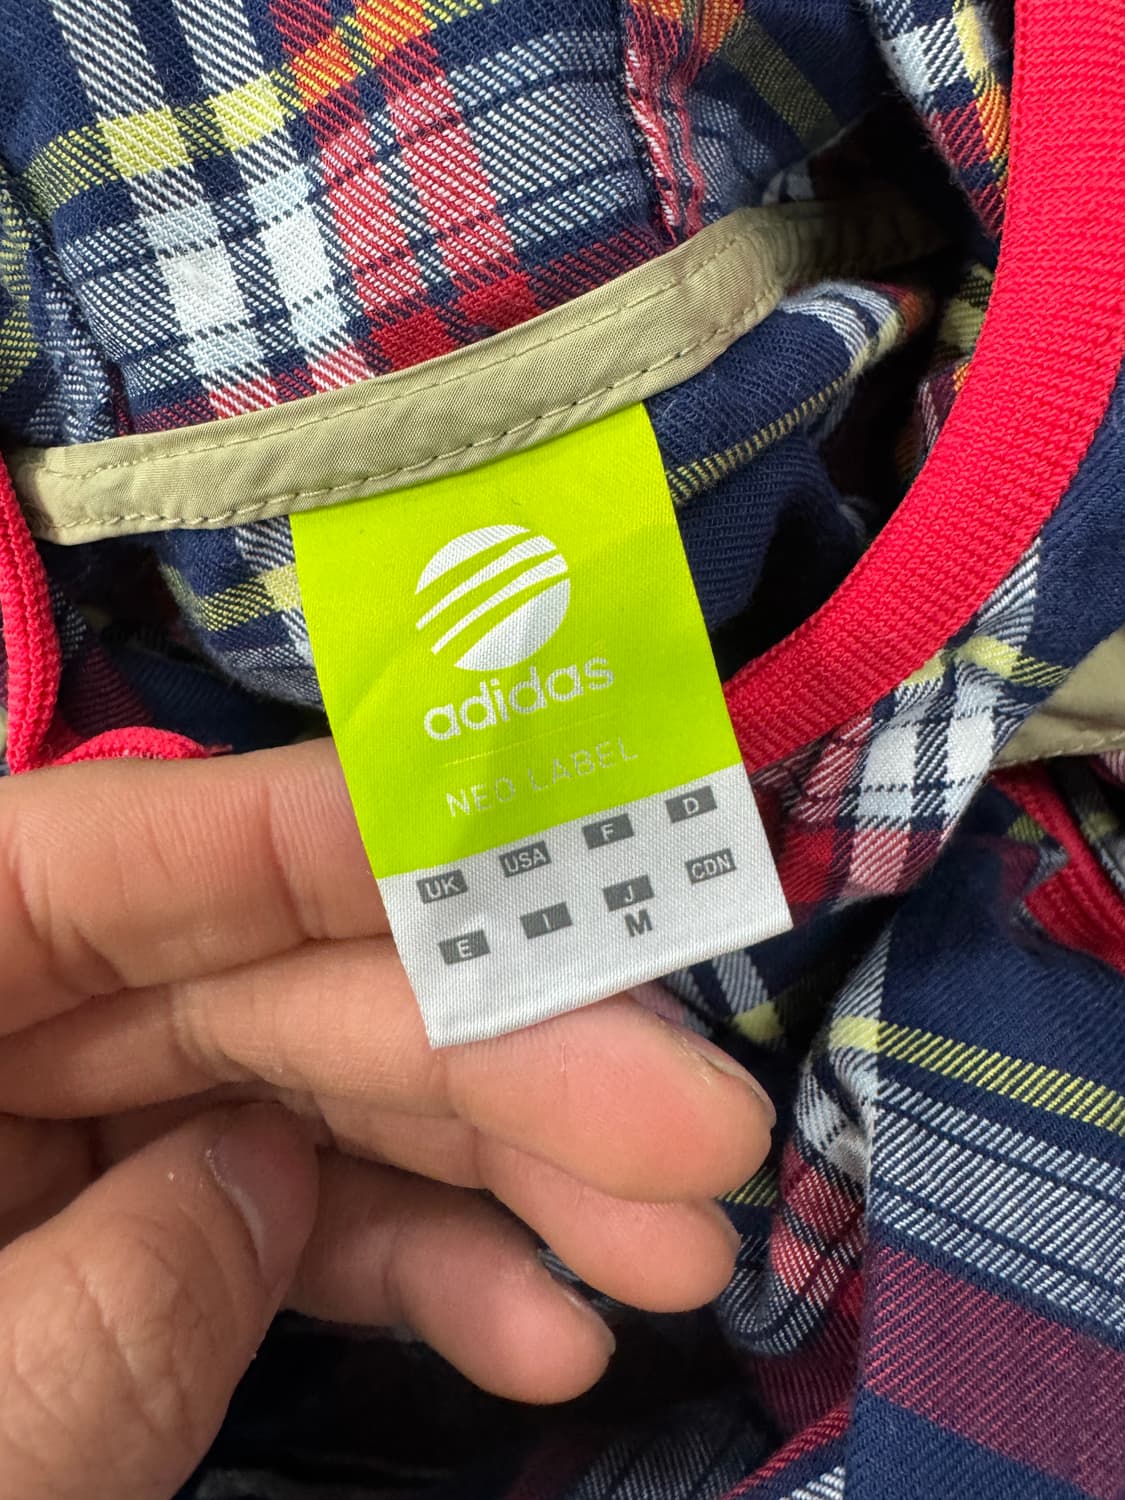 adidas
NEO LABEL
UK USA F D
E I J CDN
M